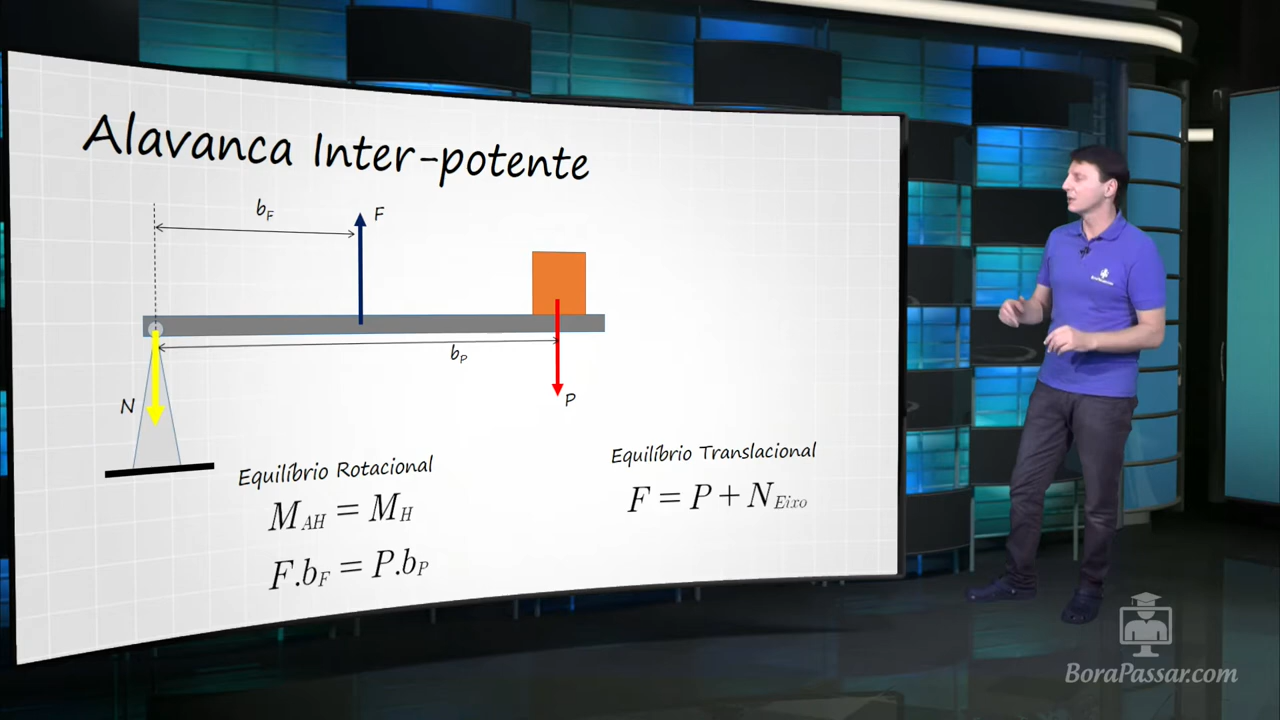 Alavanca Inter-potente
b_F
F
b_P
N
P
Equilíbrio Rotacional
M_AH = M_H
F.b_F = P.b_P
Equilíbrio Translacional
F = P + N_Eixo
BoraPassar.com